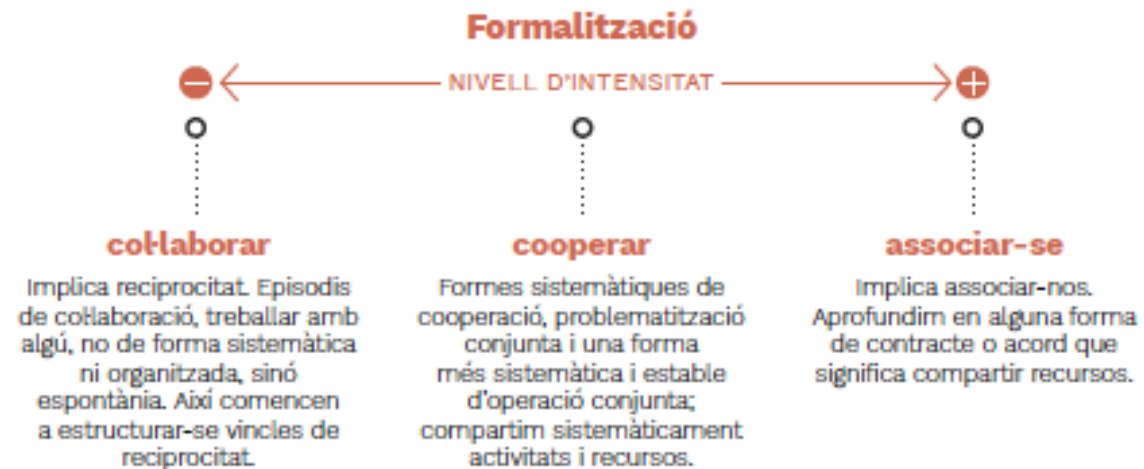 Formalització
NIVELL D'INTENSITAT
col·laborar
Implica reciprocitat. Episodis
de col·laboració, treballar amb
algú, no de forma sistemàtica
ni organitzada, sinó
espontània. Així comencen
a estructurar-se vincles de
reciprocitat.
cooperar
Formes sistemàtiques de
cooperació, problematització
conjunta i una forma
més sistemàtica i estable
d'operació conjunta;
compartim sistemàticament
activitats i recursos.
associar-se
Implica associar-nos.
Aprofundim en alguna forma
de contracte o acord que
significa compartir recursos.